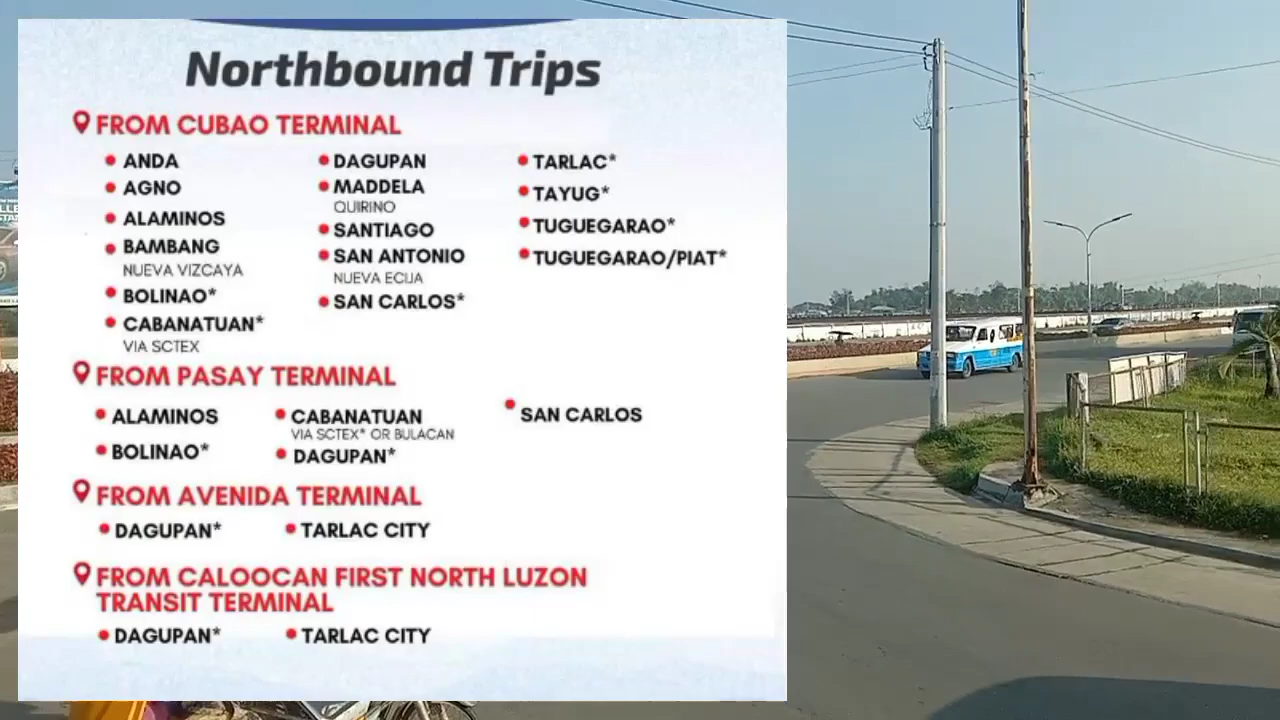 Northbound Trips
FROM CUBAO TERMINAL
ANDA
AGNO
ALAMINOS
BAMBANG
NUEVA VIZCAYA
BOLINAO*
CABANATUAN*
VIA SCTEX
DAGUPAN
MADDELA
QUIRINO
SANTIAGO
SAN ANTONIO
NUEVA ECIJA
SAN CARLOS*
TARLAC*
TAYUG*
TUGUEGARAO*
TUGUEGARAO/PIAT*
FROM PASAY TERMINAL
ALAMINOS
BOLINAO*
CABANATUAN
VIA SCTEX* OR BULACAN
DAGUPAN*
SAN CARLOS
FROM AVENIDA TERMINAL
DAGUPAN*
TARLAC CITY
FROM CALOOCAN FIRST NORTH LUZON
TRANSIT TERMINAL
DAGUPAN*
TARLAC CITY